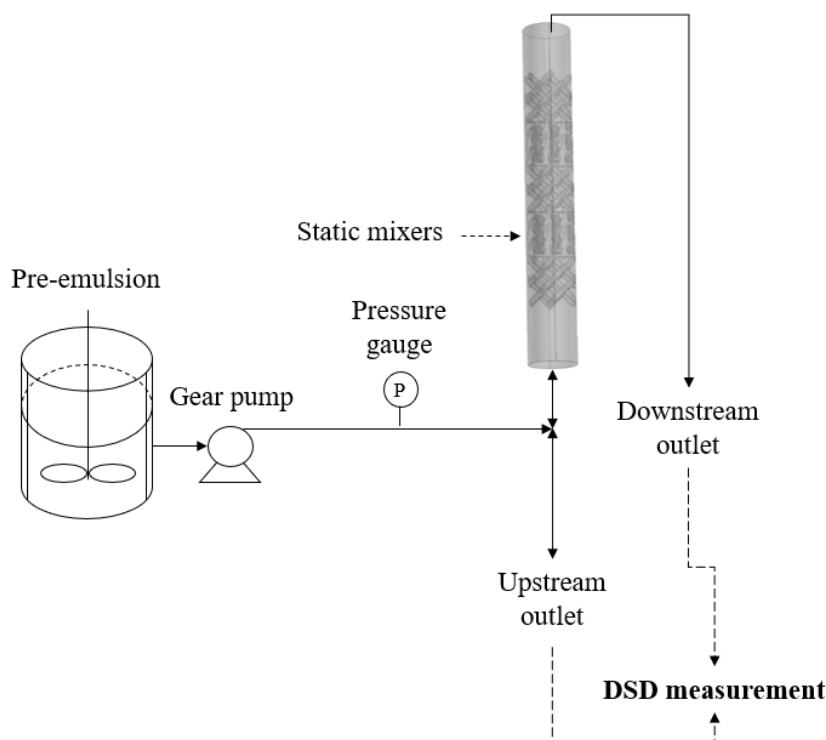 Static mixers
Pre-emulsion
Pressure
gauge
P
Gear pump
Downstream
outlet
Upstream
outlet
DSD measurement